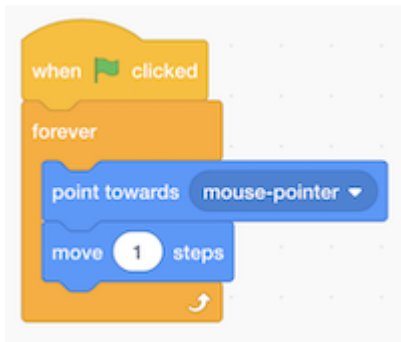 when clicked
forever
point towards mouse-pointer
move 1 steps